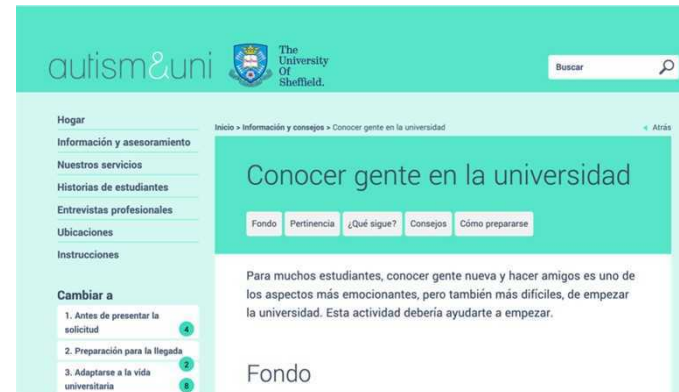 autism&uni
The
University
Of
Sheffield.
Buscar
Hogar
Información y asesoramiento
Nuestros servicios
Historias de estudiantes
Entrevistas profesionales
Ubicaciones
Instrucciones
Cambiar a
1. Antes de presentar la
solicitud
4
2. Preparación para la llegada
2
3. Adaptarse a la vida
universitaria
8
Inicio > Información y consejos > Conocer gente en la universidad
Atrás
Conocer gente en la universidad
Fondo Pertinencia ¿Qué sigue? Consejos Cómo prepararse
Para muchos estudiantes, conocer gente nueva y hacer amigos es uno de
los aspectos más emocionantes, pero también más difíciles, de empezar
la universidad. Esta actividad debería ayudarte a empezar.
Fondo